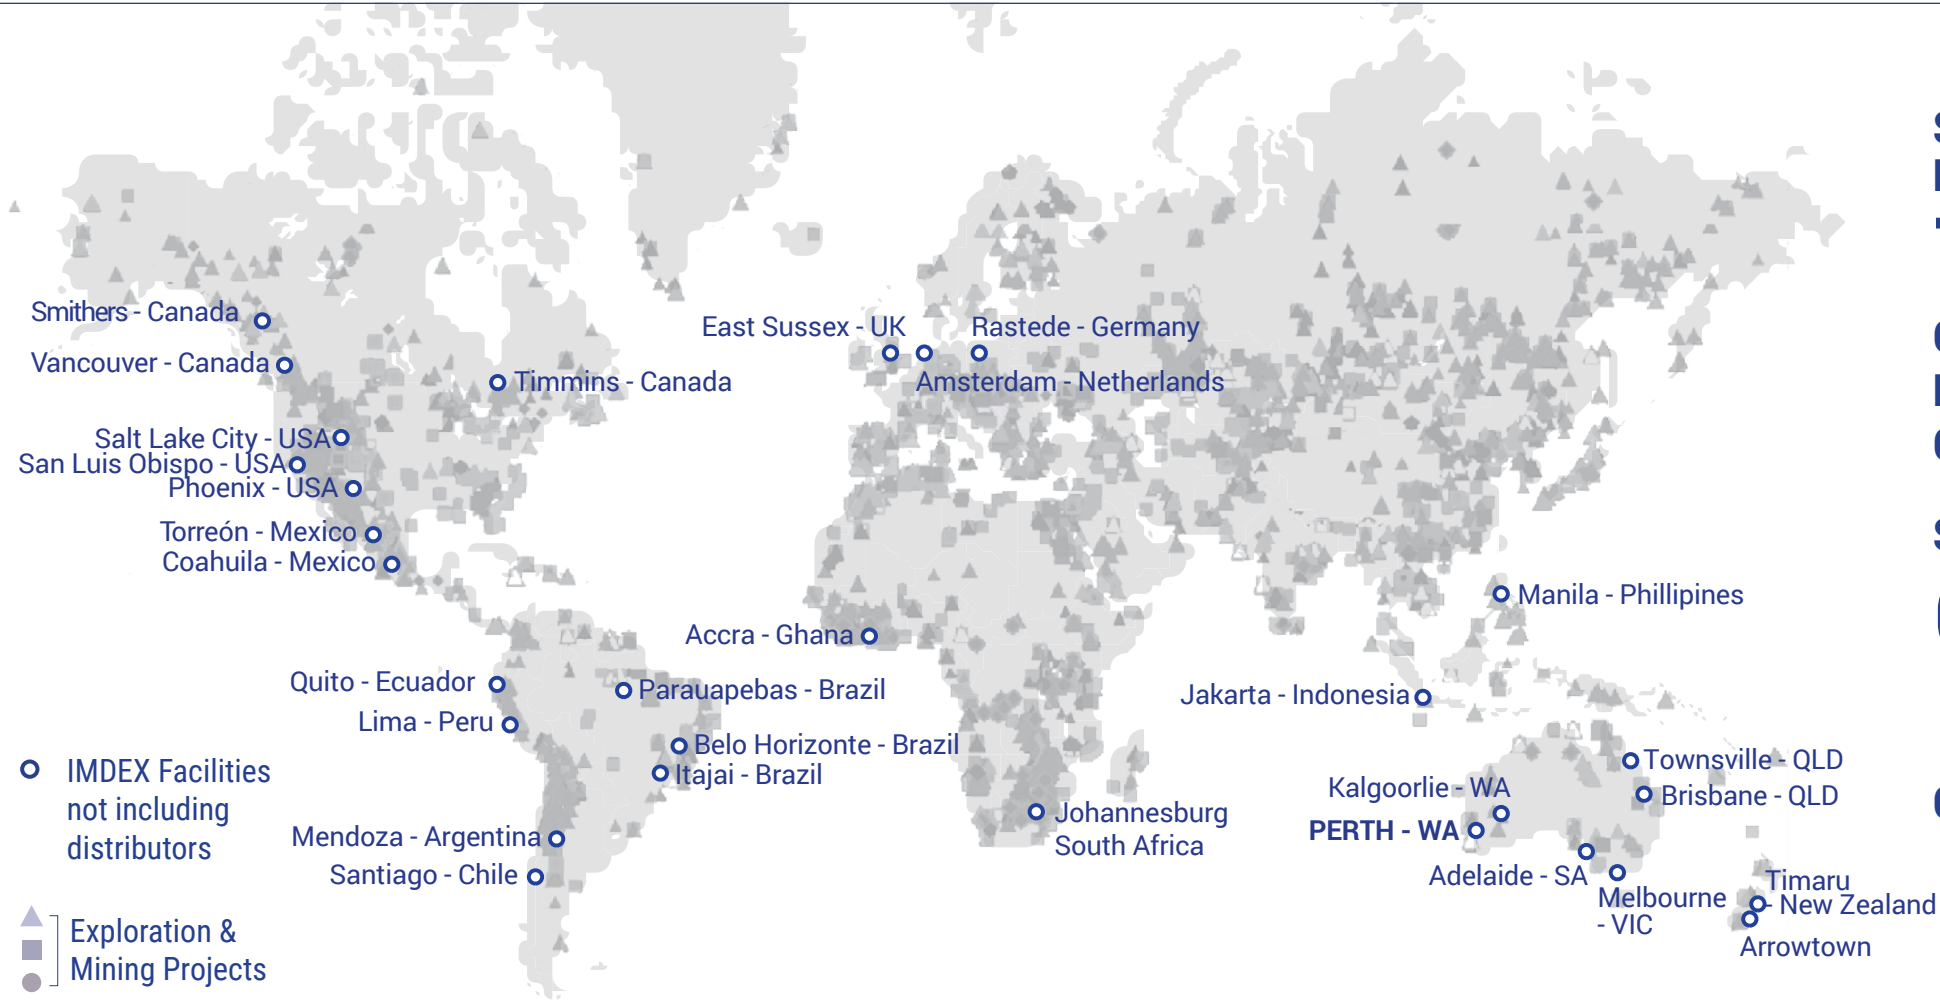 Smithers - Canada
Vancouver - Canada
Timmins - Canada
Salt Lake City - USA
San Luis Obispo - USA
Phoenix - USA
Torreón - Mexico
Coahuila - Mexico
East Sussex - UK
Rastede - Germany
Amsterdam - Netherlands
Accra - Ghana
Manila - Phillipines
Quito - Ecuador
Parauapebas - Brazil
Lima - Peru
Belo Horizonte - Brazil
Itajai - Brazil
Mendoza - Argentina
Santiago - Chile
Johannesburg
South Africa
Jakarta - Indonesia
Townsville - QLD
Brisbane - QLD
Kalgoorlie - WA
PERTH - WA
Adelaide - SA
Melbourne
- VIC
Timaru
- New Zealand
Arrowtown
IMDEX Facilities
not including
distributors
Exploration &
Mining Projects